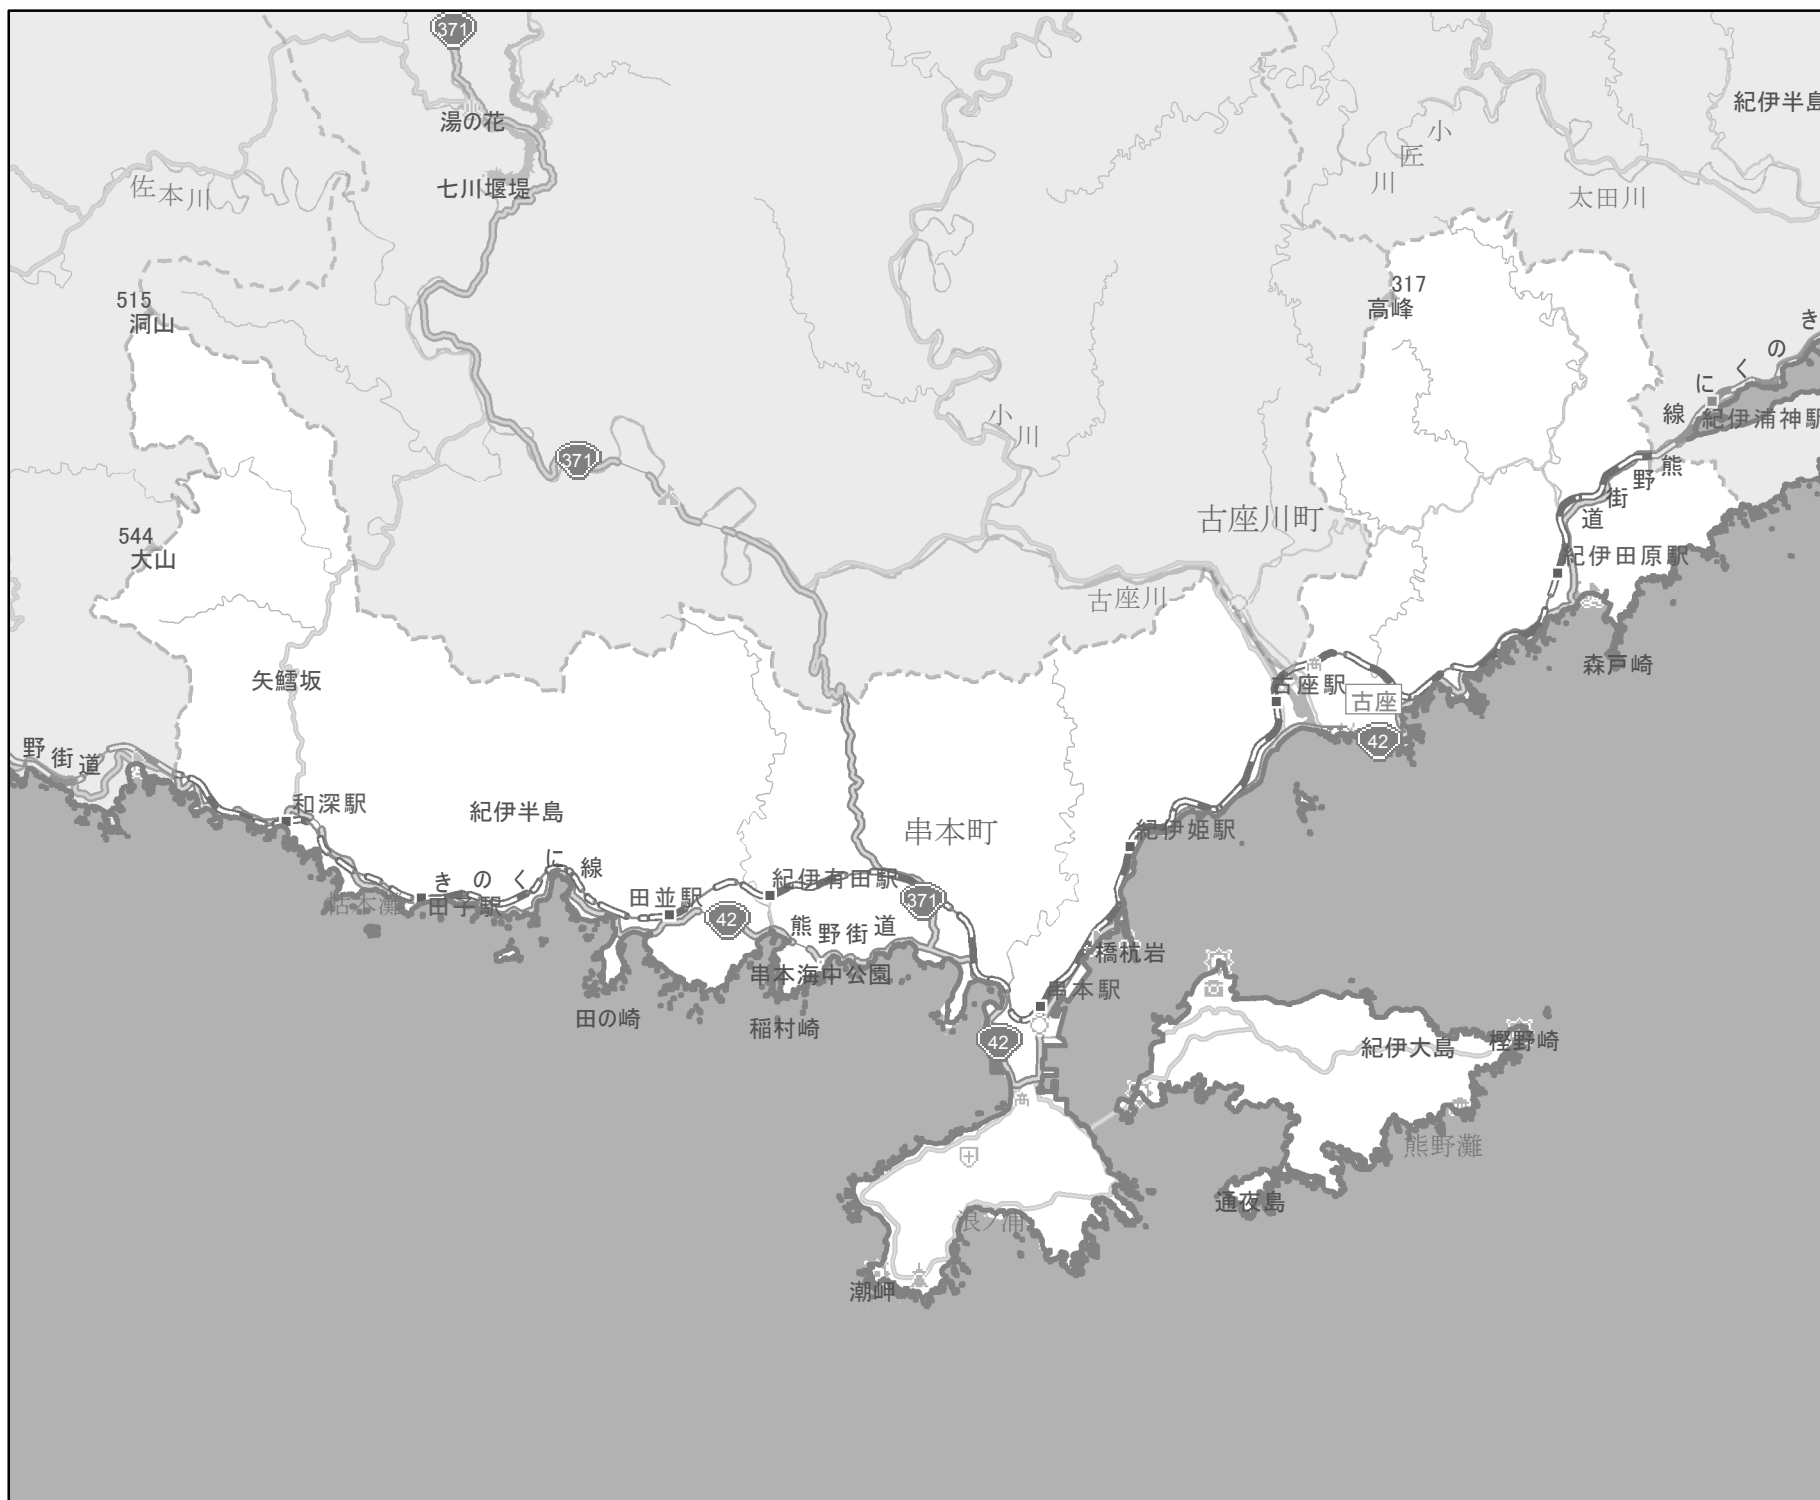 371
湯の花
七川堰堤
佐本川
小匠川
太田川
紀伊半島
515
洞山
317
高峰
きのくに線
紀伊浦神駅
小川
371
544
大山
古座川町
熊野街道
紀伊田原駅
古座川
森戸崎
矢鱈坂
古座駅
古座
42
野街道
和深駅
紀伊半島
串本町
紀伊姫駅
きのくに線
枯木灘
田子駅
田並駅
紀伊有田駅
371
42
熊野街道
橋杭岩
串本海中公園
串本駅
田の崎
稲村崎
42
紀伊大島
樫野崎
熊野灘
通夜島
浪ノ浦
潮岬